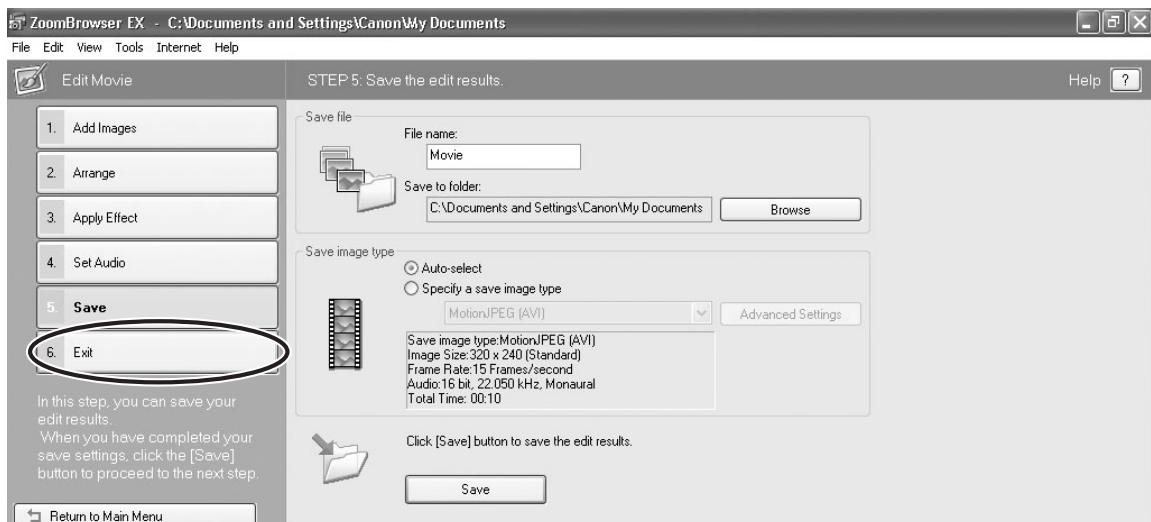 ZoomBrowser EX - C:\Documents and Settings\Canon\My Documents
File Edit View Tools Internet Help
Edit Movie
STEP 5: Save the edit results.
Help ?
1. Add Images
2. Arrange
3. Apply Effect
4. Set Audio
5. Save
6. Exit
In this step, you can save your
edit results.
When you have completed your
save settings, click the [Save]
button to proceed to the next step.
Return to Main Menu
Save file
File name:
Movie
Save to folder:
C:\Documents and Settings\Canon\My Documents
Browse
Save image type
Auto-select
Specify a save image type
MotionJPEG (AVI)
Advanced Settings
Save image type:MotionJPEG (AVI)
Image Size:320 x 240 (Standard)
Frame Rate:15 Frames/second
Audio:16 bit, 22.050 kHz, Monaural
Total Time: 00:10
Click [Save] button to save the edit results.
Save